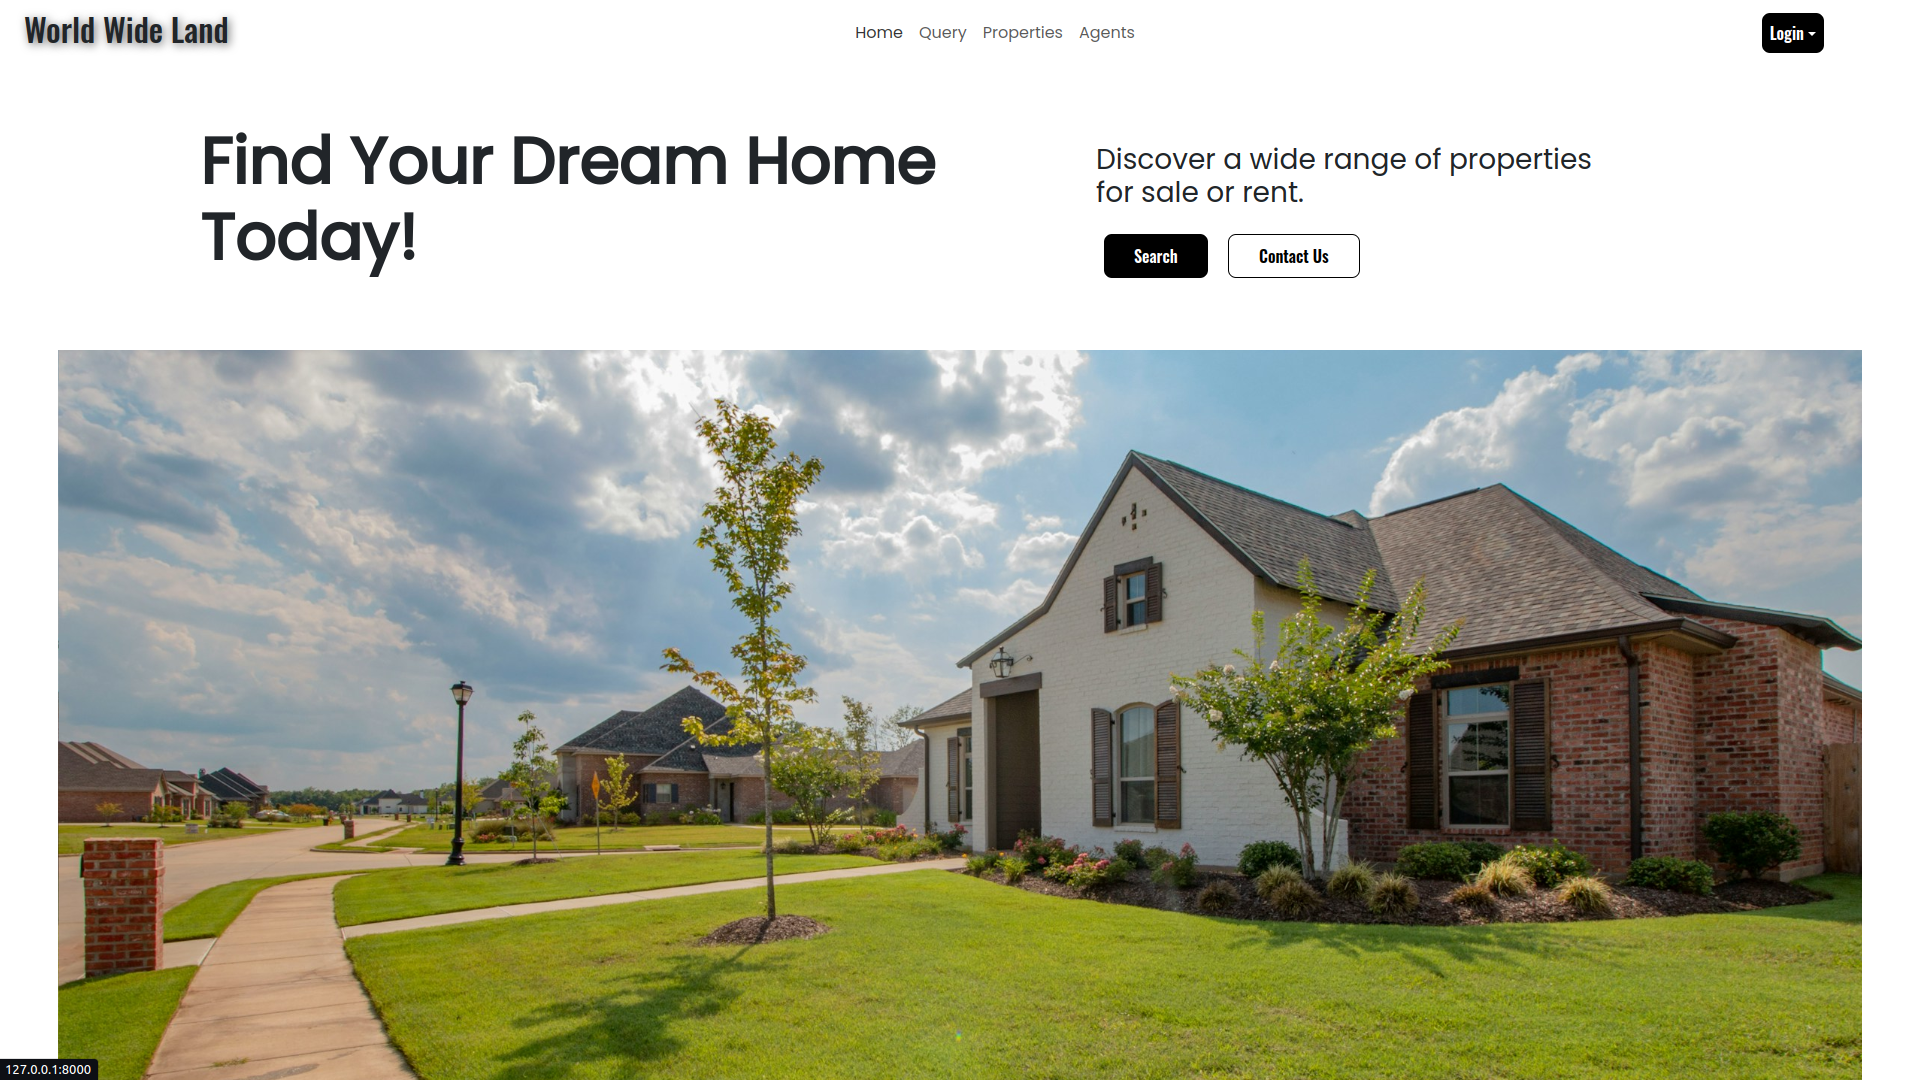 World Wide Land
Home Query Properties Agents
Login
Find Your Dream Home
Today!
Discover a wide range of properties
for sale or rent.
Search Contact Us
127.0.0.1:8000